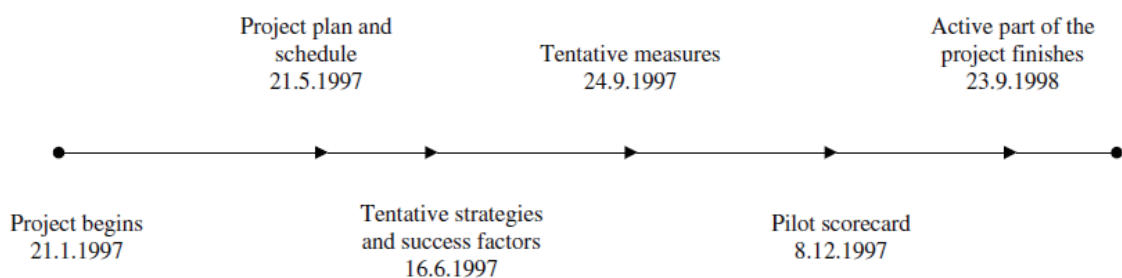 Project plan and
schedule
21.5.1997
Tentative measures
24.9.1997
Active part of the
project finishes
23.9.1998
Project begins
21.1.1997
Tentative strategies
and success factors
16.6.1997
Pilot scorecard
8.12.1997